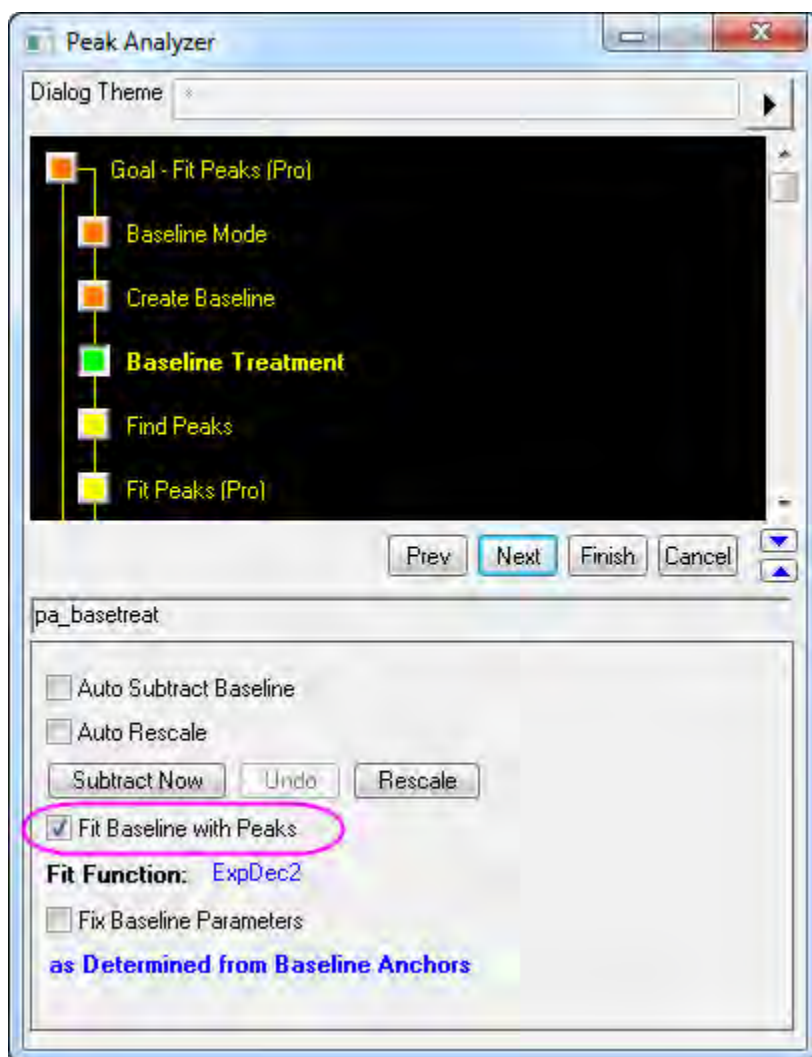 Peak Analyzer
Dialog Theme *
Goal - Fit Peaks (Pro)
Baseline Mode
Create Baseline
Baseline Treatment
Find Peaks
Fit Peaks (Pro)
Prev Next Finish Cancel
pa_basetreat
Auto Subtract Baseline
Auto Rescale
Subtract Now Undo Rescale
Fit Baseline with Peaks
Fit Function: ExpDec2
Fix Baseline Parameters
as Determined from Baseline Anchors